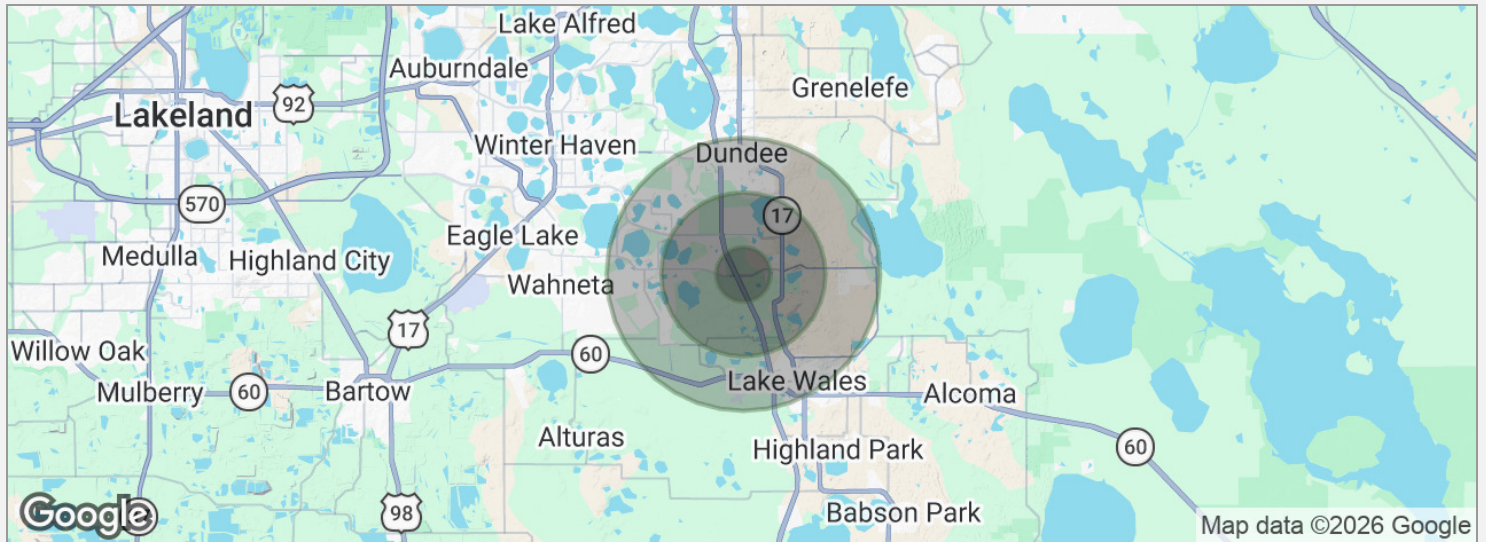 Lake Alfred
Auburndale
Grenelefe
92
Lakeland
Winter Haven
Dundee
570
17
Eagle Lake
Medulla
Highland City
Wahneta
17
Willow Oak
60
Lake Wales
Mulberry
60
Bartow
Alcoma
Alturas
60
Highland Park
98
Babson Park
Google
Map data ©2026 Google